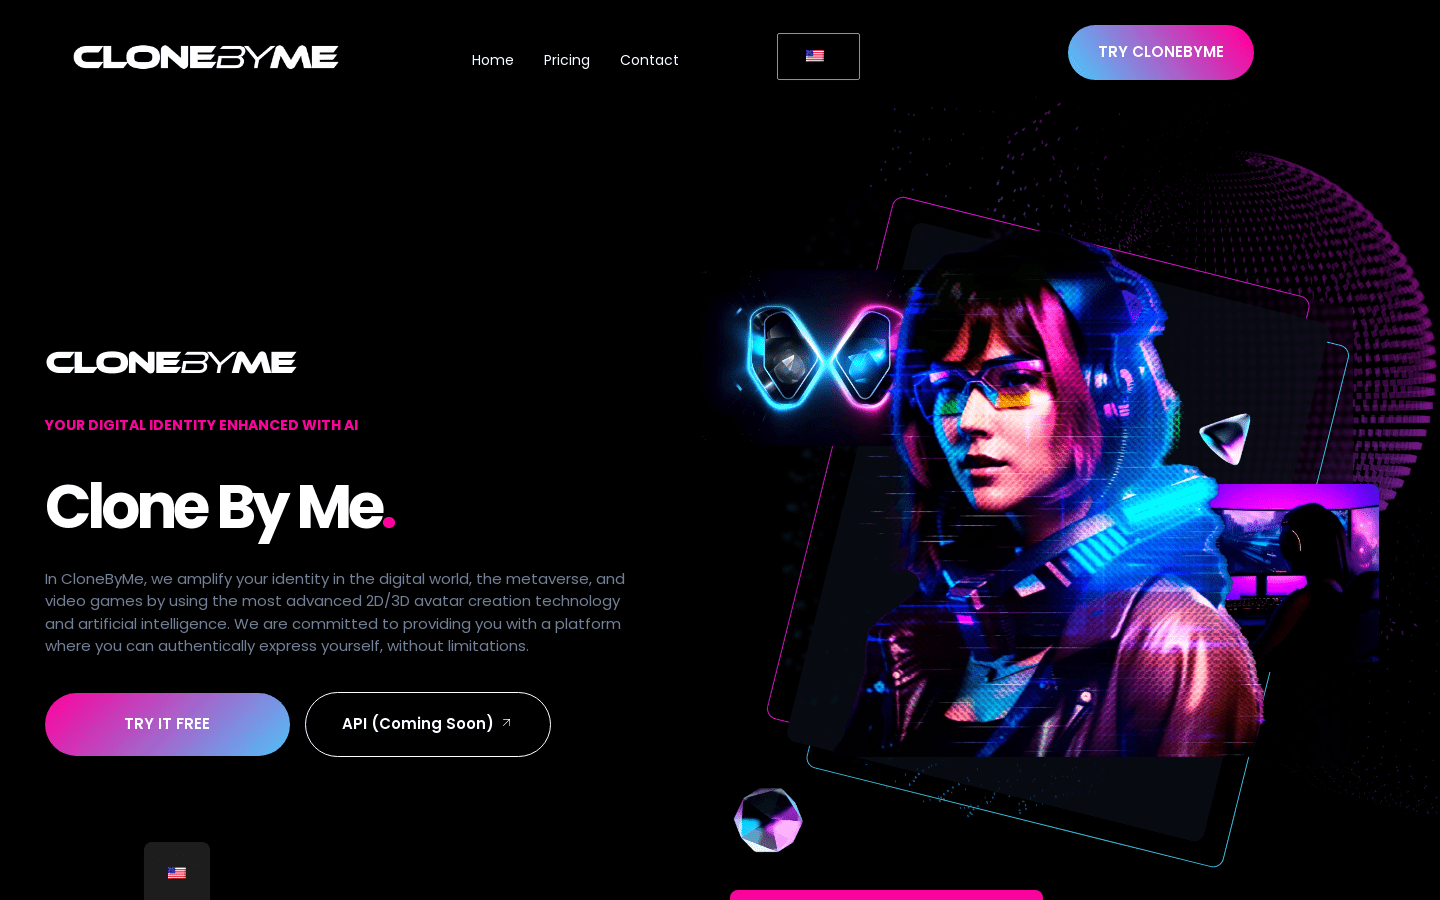 CLONEBYME
Home
Pricing
Contact
TRY CLONEBYME
CLONEBYME
YOUR DIGITAL IDENTITY ENHANCED WITH AI
Clone By Me.
In CloneByMe, we amplify your identity in the digital world, the metaverse, and
video games by using the most advanced 2D/3D avatar creation technology
and artificial intelligence. We are committed to providing you with a platform
where you can authentically express yourself, without limitations.
TRY IT FREE
API (Coming Soon)